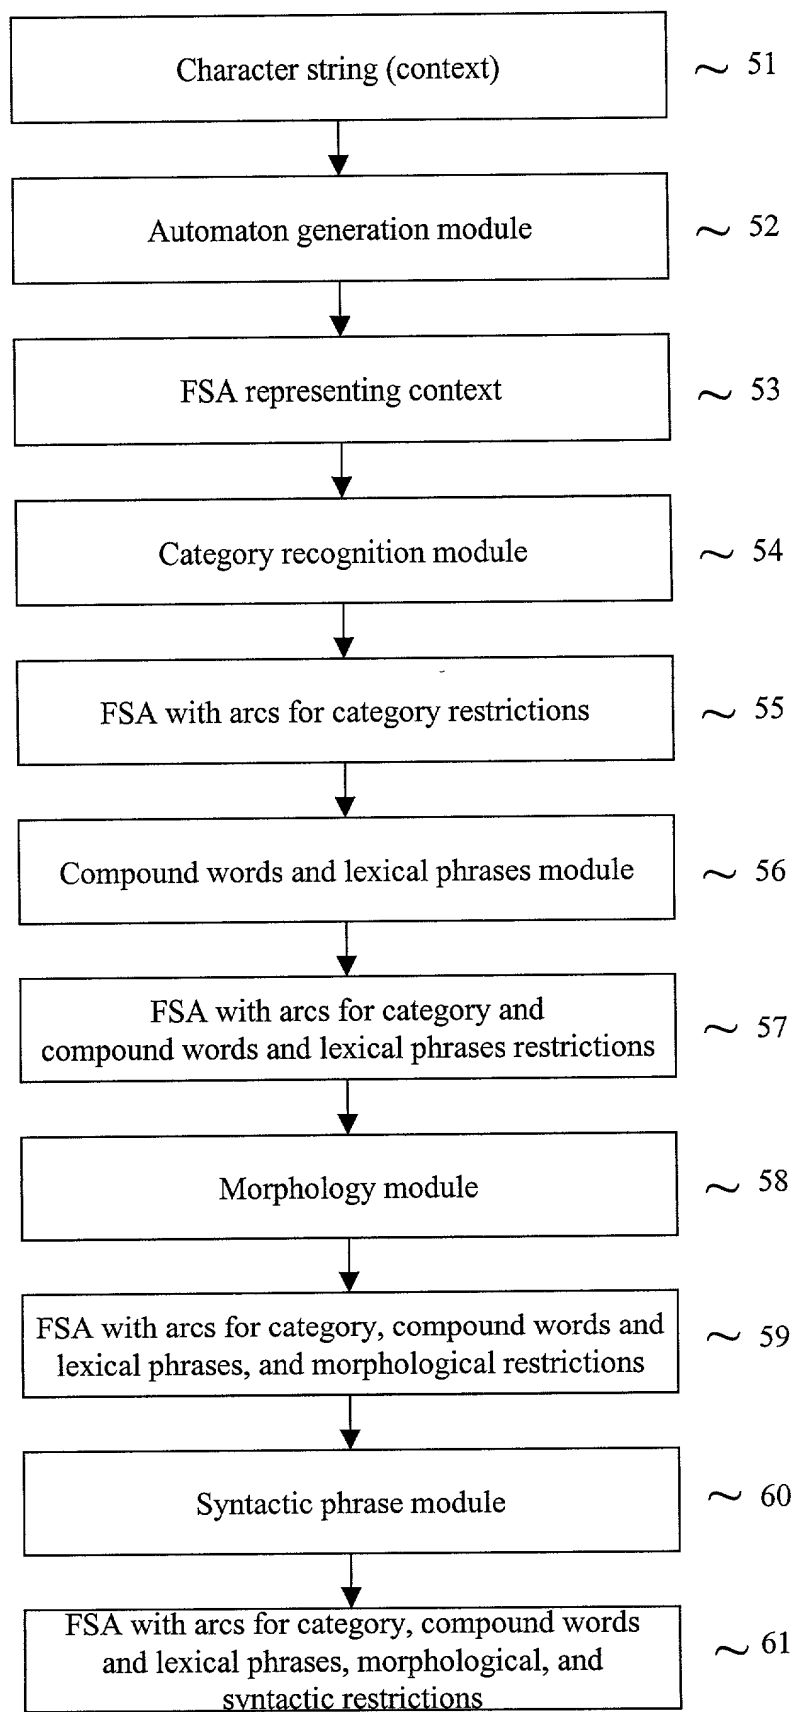 Character string (context)
51
Automaton generation module
52
FSA representing context
53
Category recognition module
54
FSA with arcs for category restrictions
55
Compound words and lexical phrases module
56
FSA with arcs for category and
compound words and lexical phrases restrictions
57
Morphology module
58
FSA with arcs for category, compound words and
lexical phrases, and morphological restrictions
59
Syntactic phrase module
60
FSA with arcs for category, compound words
and lexical phrases, morphological, and
syntactic restrictions
61